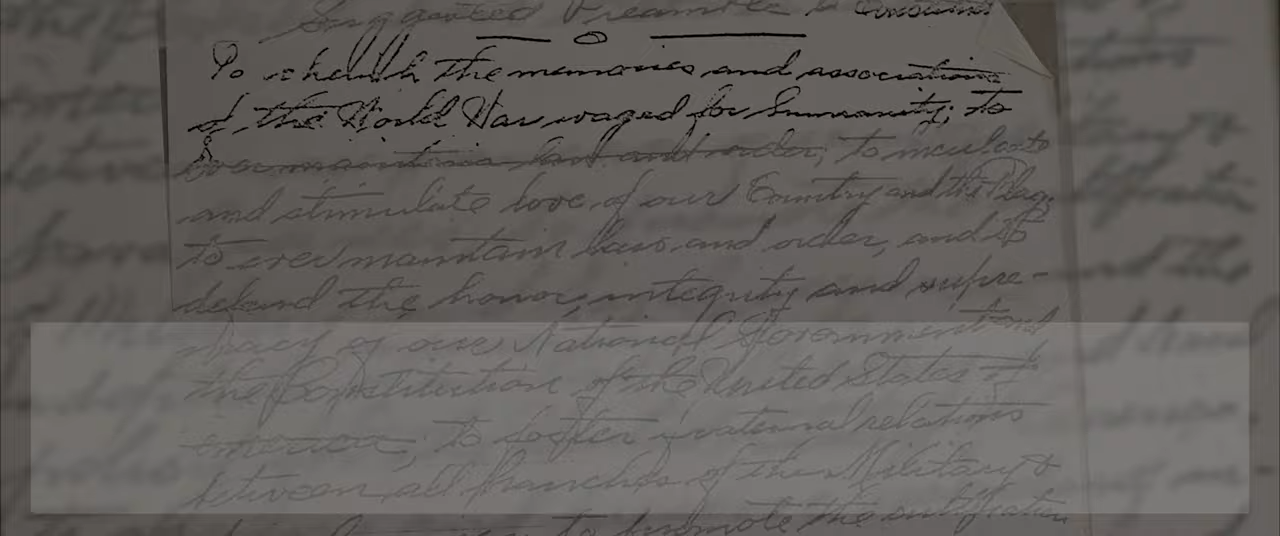 Suggested Preamble to
To cherish the memories and associations
of the World War waged for humanity; to
ever maintain law and order; to inculcate
and stimulate love of our Country and the Flag,
to ever maintain law and order, and to
defend the honor, integrity and supre-
macy of our National Government and
the Constitution of the United States of
America; to foster fraternal relations
between all branches of the Military &
to promote the